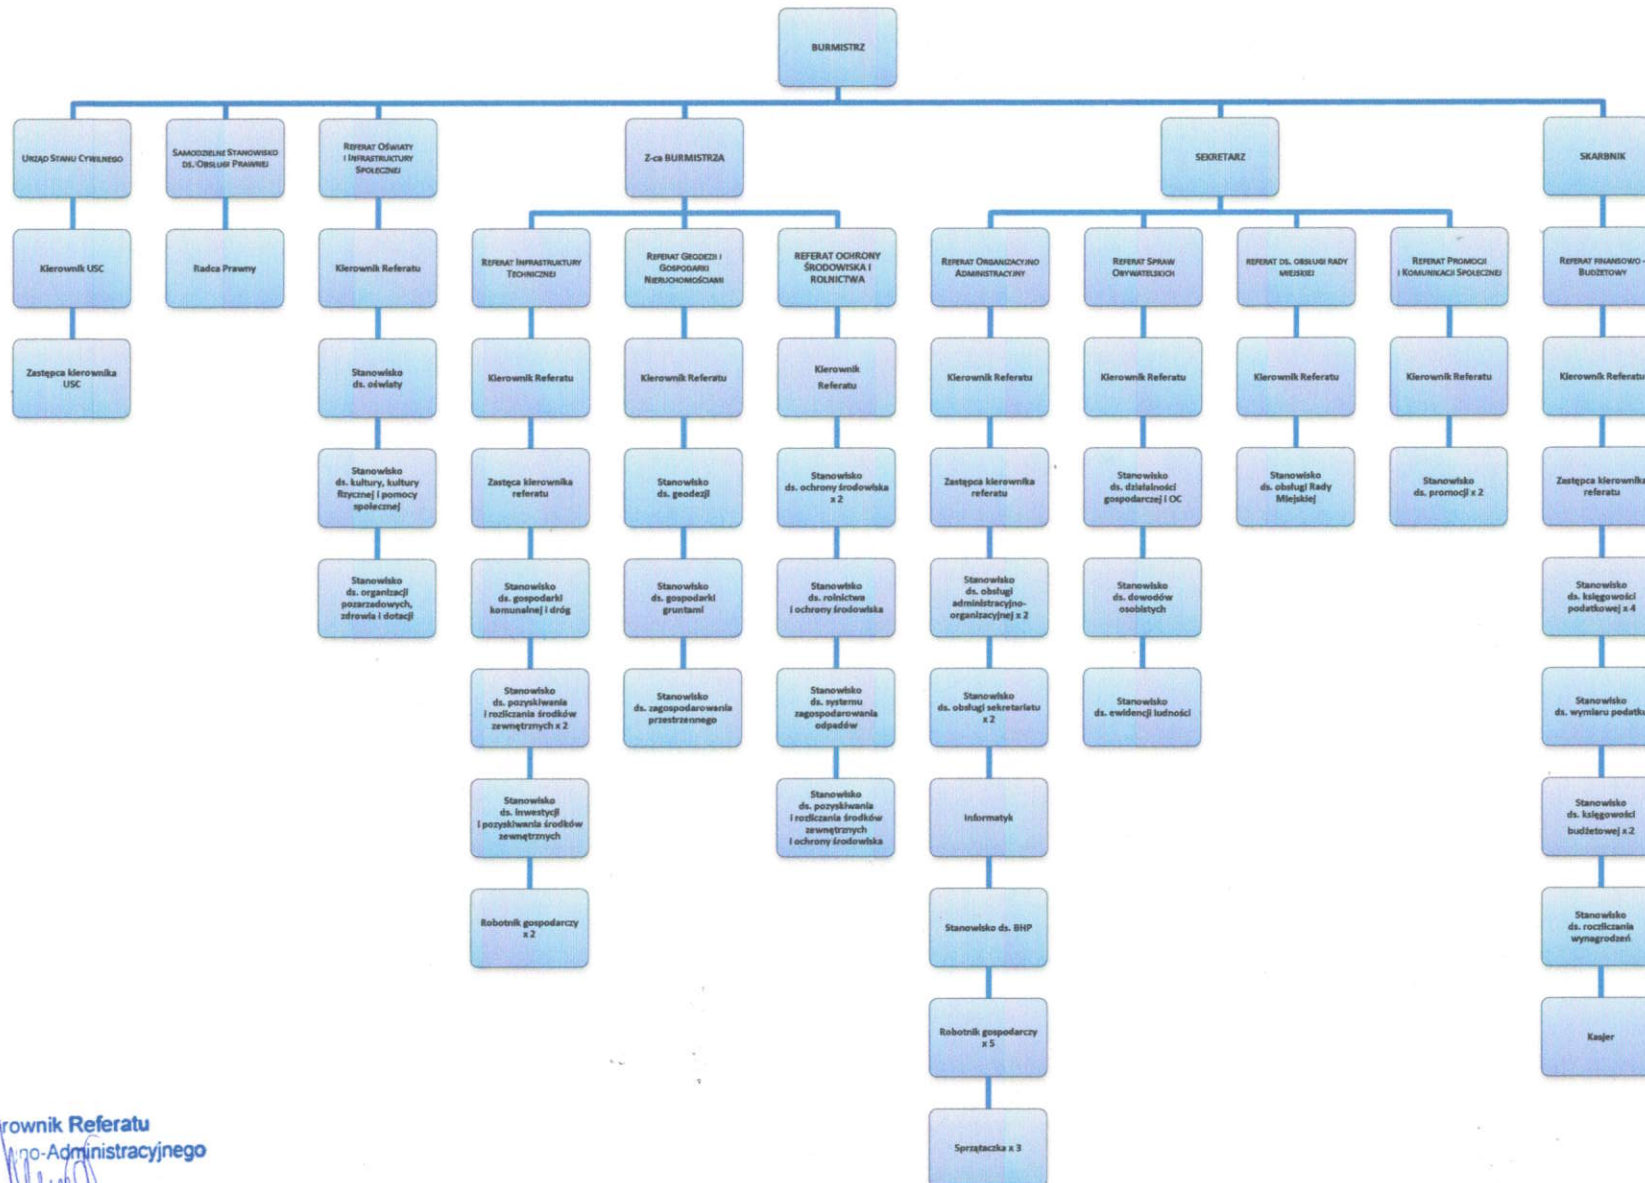 BURMISTRZ
URZĄD STANU CYWILNEGO
SAMODZIELNE STANOWISKO
DS. OBSŁUGI PRAWNEJ
REFERAT OŚWIATY
I INFRASTRUKTURY
SPOŁECZNEJ
Z-ca BURMISTRZA
SEKRETARZ
SKARBNIK
Kierownik USC
Radca Prawny
Kierownik Referatu
REFERAT INFRASTRUKTURY
TECHNICZNEJ
REFERAT GEODEZJI I
GOSPODARKI
NIERUCHOMOŚCIAMI
REFERAT OCHRONY
ŚRODOWISKA I
ROLNICTWA
REFERAT ORGANIZACYJNO
ADMINISTRACYJNY
REFERAT SPRAW
OBYWATELSKICH
REFERAT DS. OBSŁUGI RADY
MIEJSKIEJ
REFERAT PROMOCJI
I KOMUNIKACJI SPOŁECZNEJ
REFERAT FINANSOWO -
BUDŻETOWY
Zastępca kierownika
USC
Stanowisko
ds. oświaty
Kierownik Referatu
Kierownik Referatu
Kierownik
Referatu
Kierownik Referatu
Kierownik Referatu
Kierownik Referatu
Kierownik Referatu
Kierownik Referatu
Stanowisko
ds. kultury, kultury
fizycznej i pomocy
społecznej
Zastęca kierownika
referatu
Stanowisko
ds. geodezji
Stanowisko
ds. ochrony środowiska
x 2
Zastępca kierownika
referatu
Stanowisko
ds. działalności
gospodarczej i OC
Stanowisko
ds. obsługi Rady
Miejskiej
Stanowisko
ds. promocji x 2
Zastępca kierownika
referatu
Stanowisko
ds. organizacji
pozarzadowych,
zdrowia i dotacji
Stanowisko
ds. gospodarki
komunalnej i dróg
Stanowisko
ds. gospodarki
gruntami
Stanowisko
ds. rolnictwa
i ochrony środowiska
Stanowisko
ds. obsługi
administracyjno-
organizacyjnej x 2
Stanowisko
ds. dowodów
osobistych
Stanowisko
ds. księgowości
podatkowej x 4
Stanowisko
ds. pozyskiwania
i rozliczania środków
zewnętrznych x 2
Stanowisko
ds. zagospodarowania
przestrzennego
Stanowisko
ds. systemu
zagospodarowania
odpadów
Stanowisko
ds. obsługi sekretariatu
x 2
Stanowisko
ds. ewidencji ludności
Stanowisko
ds. wymiaru podatku
Stanowisko
ds. inwestycji
i pozyskiwania środków
zewnętrznych
Stanowisko
ds. pozyskiwania
i rozliczania środków
zewnętrznych
i ochrony środowiska
Informatyk
Stanowisko
ds. księgowości
budżetowej x 2
Robotnik gospodarczy
x 2
Stanowisko ds. BHP
Stanowisko
ds. roczliczania
wynagrodzeń
Robotnik gospodarczy
x 5
Kasjer
Sprzątaczka x 3
rownik Referatu
no-Administracyjnego